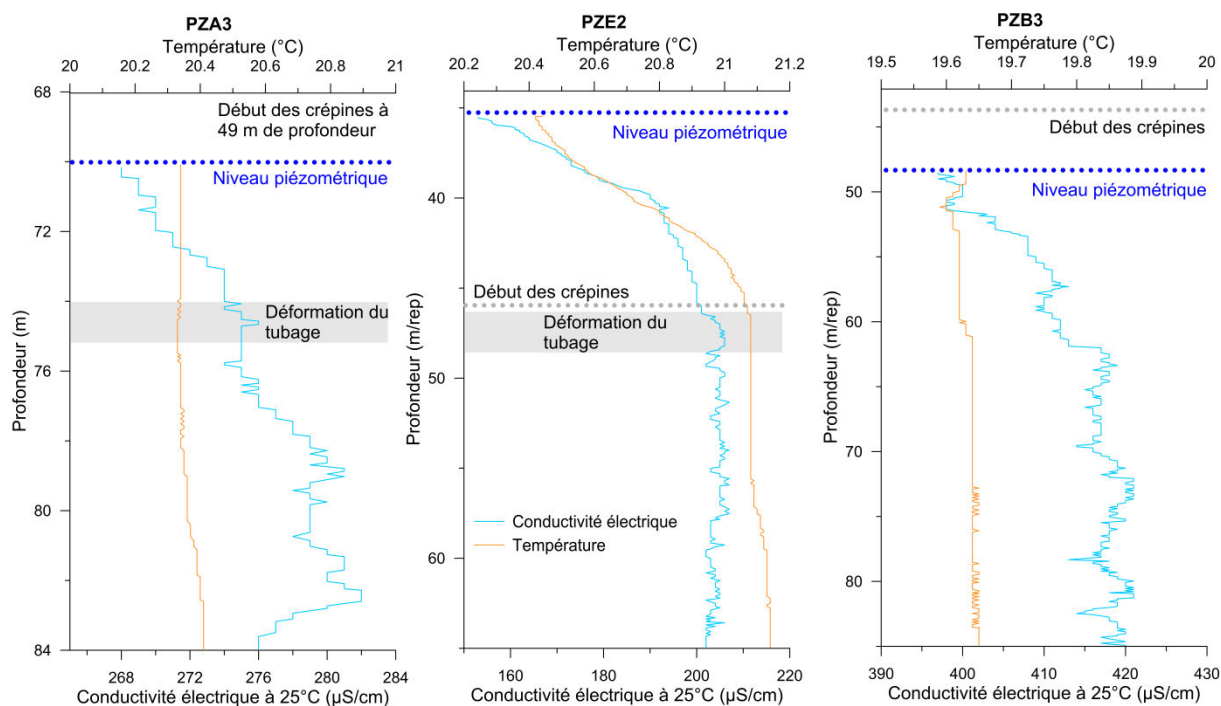 PZA3
Température (°C)
20 20.2 20.4 20.6 20.8 21
68
72
76
80
84
Profondeur (m)
Début des crépines à
49 m de profondeur
Niveau piézométrique
Déformation du
tubage
268 272 276 280 284
Conductivité électrique à 25°C (µS/cm)
PZE2
Température (°C)
20.2 20.4 20.6 20.8 21 21.2
40
50
60
Profondeur (m/rep)
Niveau piézométrique
Début des crépines
Déformation du
tubage
Conductivité électrique
Température
150 160 170 180 190 200 210 220
Conductivité électrique à 25°C (µS/cm)
PZB3
Température (°C)
19.5 19.6 19.7 19.8 19.9 20
50
60
70
80
Profondeur (m/rep)
Début des crépines
Niveau piézométrique
390 400 410 420 430
Conductivité électrique à 25°C (µS/cm)